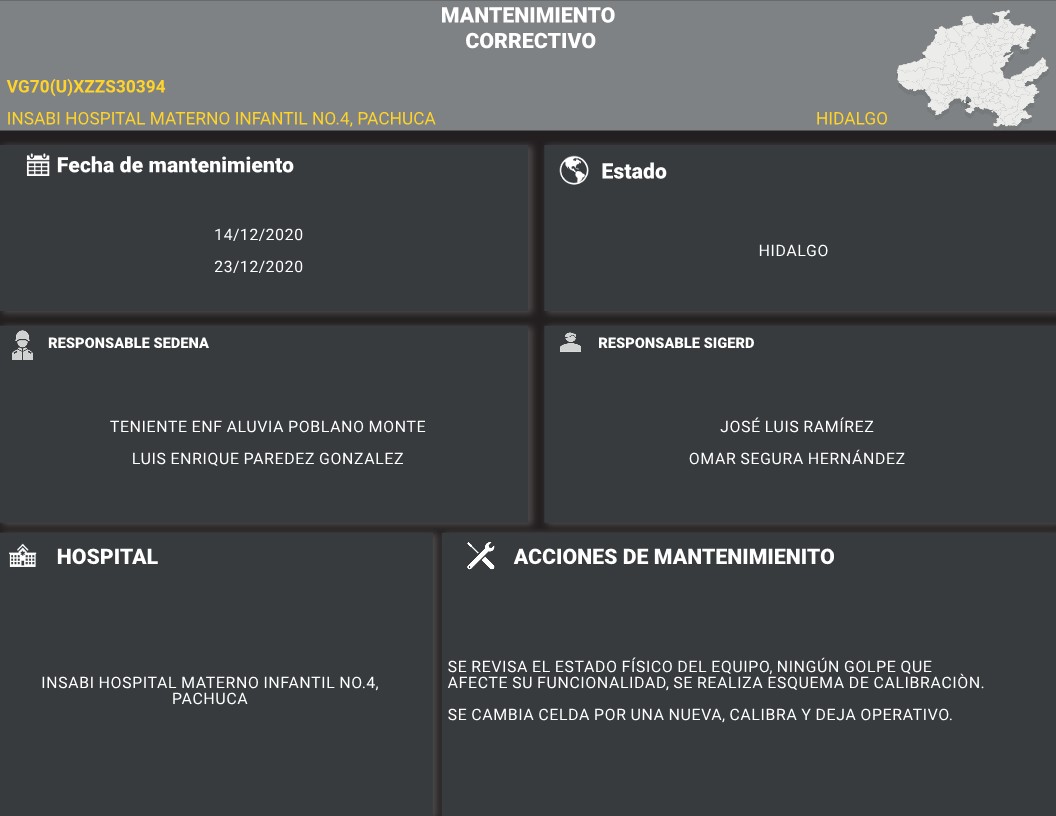 MANTENIMIENTO
CORRECTIVO
VG70(U)XZZS30394
INSABI HOSPITAL MATERNO INFANTIL NO.4, PACHUCA
HIDALGO
Fecha de mantenimiento
14/12/2020
23/12/2020
Estado
HIDALGO
RESPONSABLE SEDENA
TENIENTE ENF ALUVIA POBLANO MONTE
LUIS ENRIQUE PAREDEZ GONZALEZ
RESPONSABLE SIGERD
JOSÉ LUIS RAMÍREZ
OMAR SEGURA HERNÁNDEZ
HOSPITAL
INSABI HOSPITAL MATERNO INFANTIL NO.4,
PACHUCA
ACCIONES DE MANTENIMIENITO
SE REVISA EL ESTADO FÍSICO DEL EQUIPO, NINGÚN GOLPE QUE
AFECTE SU FUNCIONALIDAD, SE REALIZA ESQUEMA DE CALIBRACIÒN.
SE CAMBIA CELDA POR UNA NUEVA, CALIBRA Y DEJA OPERATIVO.